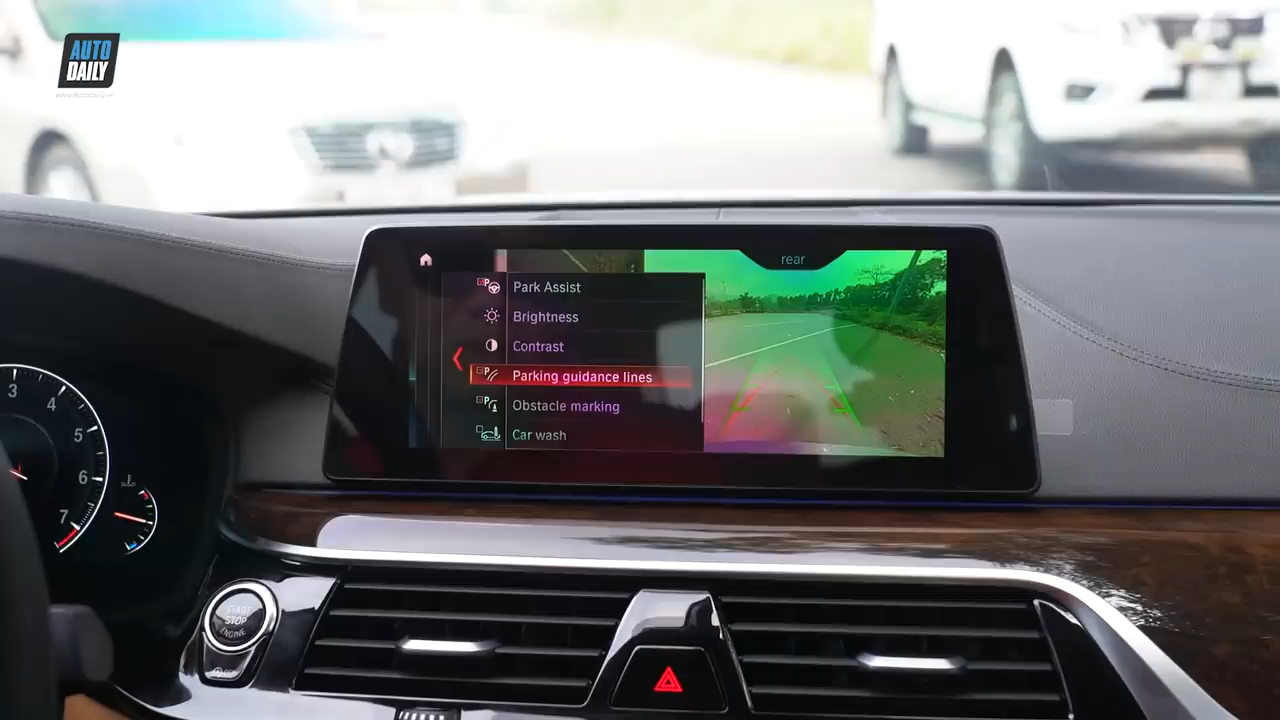 AUTO
DAILY
rear
Park Assist
Brightness
Contrast
Parking guidance lines
Obstacle marking
Car wash
3
4
5
6
7
START
STOP
ENGINE